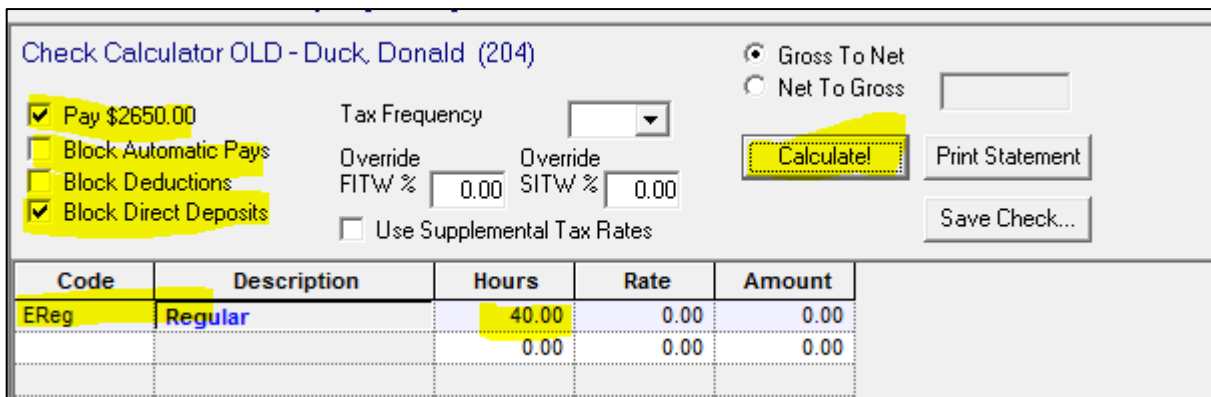 Check Calculator OLD - Duck, Donald (204)
Gross To Net
Net To Gross
Pay $2650.00
Tax Frequency
Block Automatic Pays
Override FITW % 0.00
Override SITW % 0.00
Calculate!
Print Statement
Block Deductions
Block Direct Deposits
Use Supplemental Tax Rates
Save Check...
Code Description Hours Rate Amount
EReg Regular 40.00 0.00 0.00
0.00 0.00 0.00